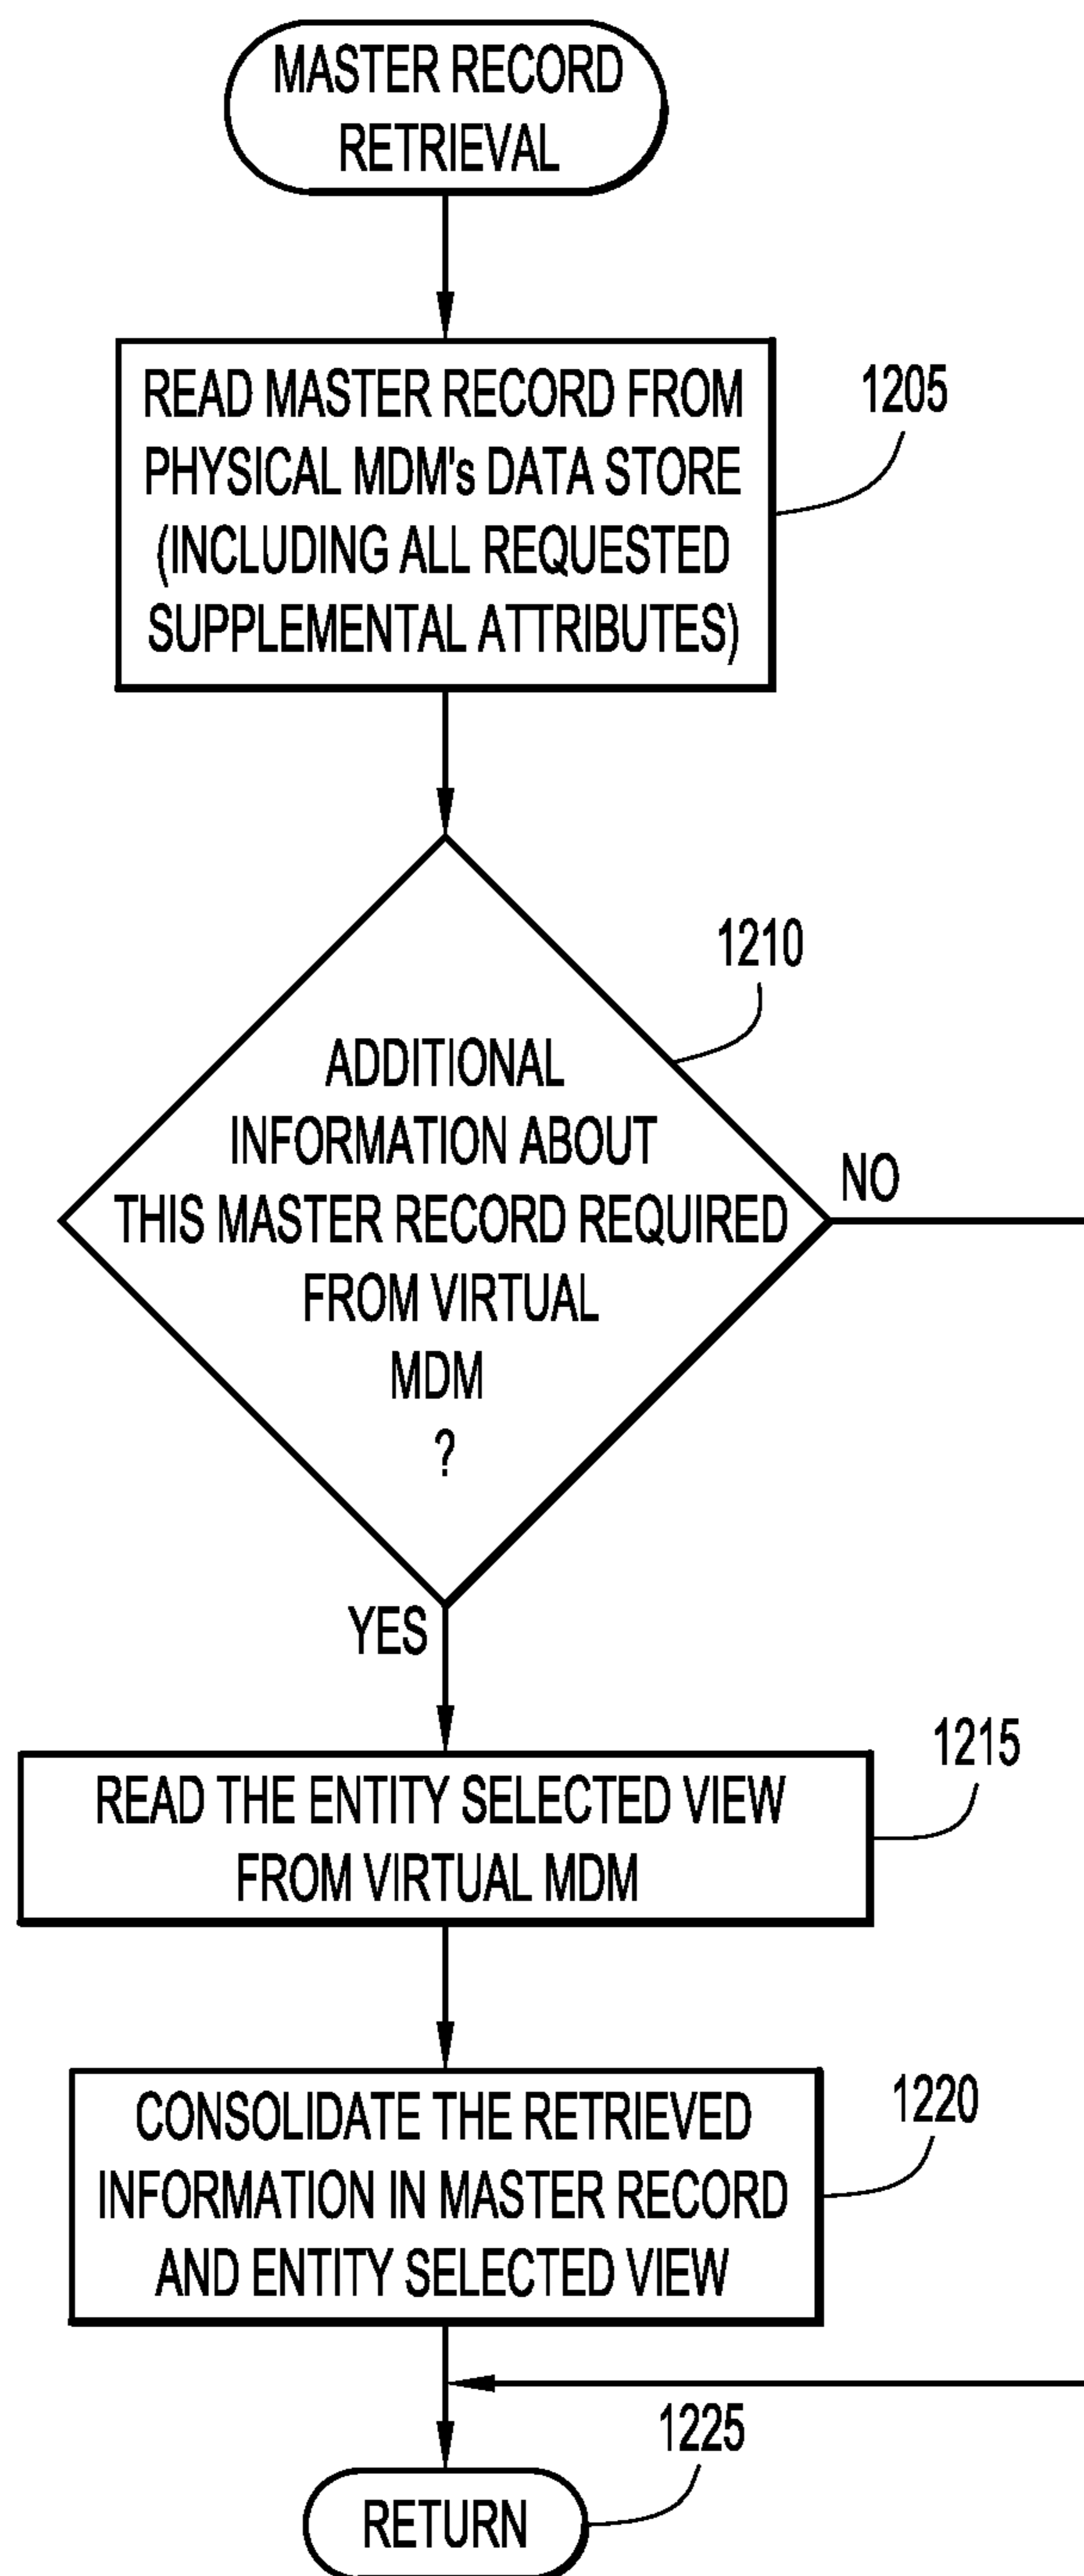 MASTER RECORD
RETRIEVAL
READ MASTER RECORD FROM
PHYSICAL MDM's DATA STORE
(INCLUDING ALL REQUESTED
SUPPLEMENTAL ATTRIBUTES)
1205
1210
ADDITIONAL
INFORMATION ABOUT
THIS MASTER RECORD REQUIRED
FROM VIRTUAL
MDM
?
NO
YES
1215
READ THE ENTITY SELECTED VIEW
FROM VIRTUAL MDM
1220
CONSOLIDATE THE RETRIEVED
INFORMATION IN MASTER RECORD
AND ENTITY SELECTED VIEW
1225
RETURN